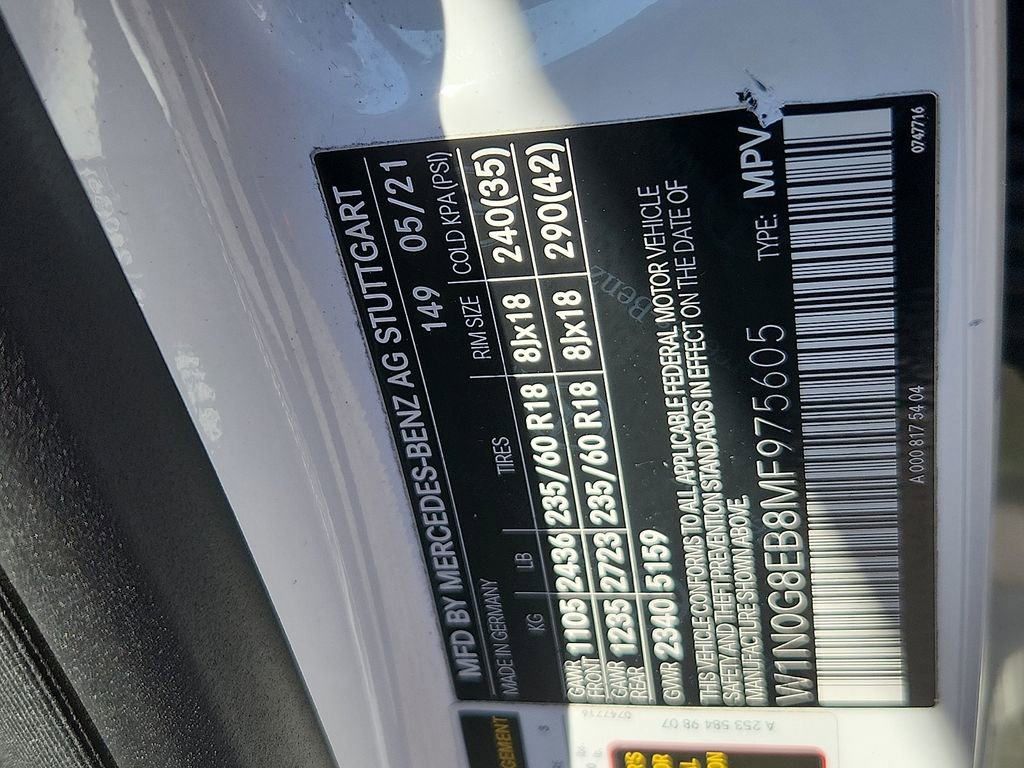 MFD BY MERCEDES-BENZ AG STUTTGART
MADE IN GERMANY 149 05/21
KG LB TIRES RIM SIZE COLD KPA(PSI)
GAWR FRONT 1105 2436 235/60 R18 8Jx18 240(35)
GAWR REAR 1235 2723 235/60 R18 8Jx18 290(42)
GVWR 2340 5159
THIS VEHICLE CONFORMS TO ALL APPLICABLE FEDERAL MOTOR VEHICLE
SAFETY AND THEFT PREVENTION STANDARDS IN EFFECT ON THE DATE OF
MANUFACTURE SHOWN ABOVE.
W1N0G8EB8MF975605 TYPE: MPV
A 000 817 54 04 0747716
Benz
A 253 584 98 07
0747716